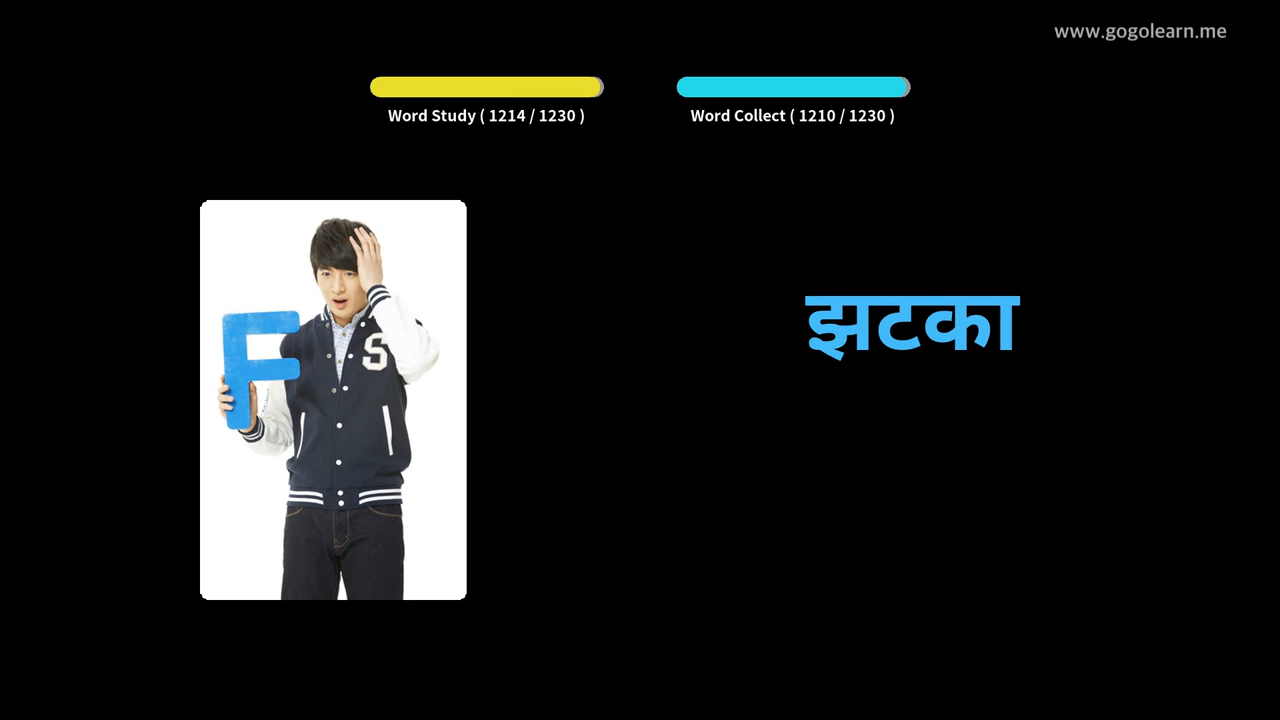 www.gogolearn.me
Word Study ( 1214 / 1230 )
Word Collect ( 1210 / 1230 )
F
S
झटका